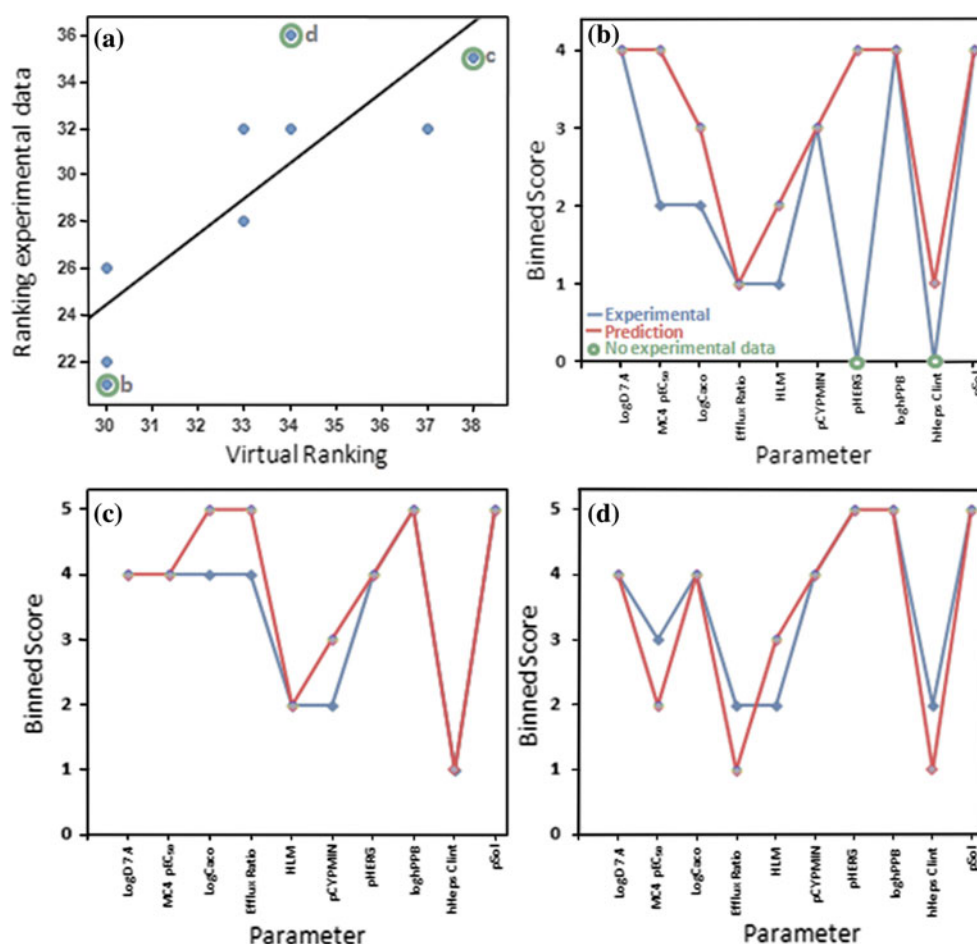 (a)
Ranking experimental data
36
34
32
30
28
26
24
22
d
c
b
30 31 32 33 34 35 36 37 38
Virtual Ranking
(b)
Binned Score
4
3
2
1
0
Experimental
Prediction
No experimental data
LogD 7.4
MC4 pEC50
LogCaco
Efflux Ratio
HLM
pCYPMIN
pHERG
loghPPB
hHeps Clint
pSol
Parameter
(c)
Binned Score
5
4
3
2
1
0
LogD 7.4
MC4 pEC50
LogCaco
Efflux Ratio
HLM
pCYPMIN
pHERG
loghPPB
hHeps Clint
pSol
Parameter
(d)
Binned Score
5
4
3
2
1
0
LogD 7.4
MC4 pEC50
LogCaco
Efflux Ratio
HLM
pCYPMIN
pHERG
loghPPB
hHeps Clint
pSol
Parameter